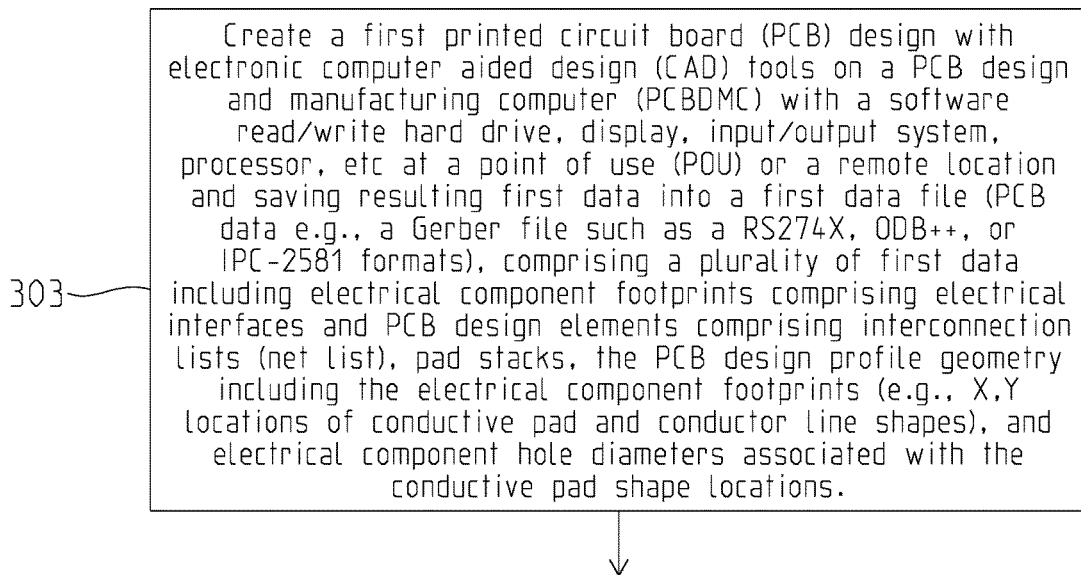 Create a first printed circuit board (PCB) design with
electronic computer aided design (CAD) tools on a PCB design
and manufacturing computer (PCBDMC) with a software
read/write hard drive, display, input/output system,
processor, etc at a point of use (POU) or a remote location
and saving resulting first data into a first data file (PCB
data e.g., a Gerber file such as a RS274X, ODB++, or
IPC-2581 formats), comprising a plurality of first data
including electrical component footprints comprising electrical
interfaces and PCB design elements comprising interconnection
lists (net list), pad stacks, the PCB design profile geometry
including the electrical component footprints (e.g., X,Y
locations of conductive pad and conductor line shapes), and
electrical component hole diameters associated with the
conductive pad shape locations.
303